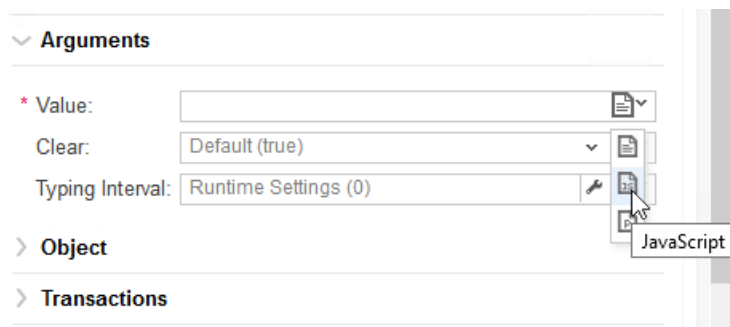 Arguments
* Value:
Clear: Default (true)
Typing Interval: Runtime Settings (0)
JavaScript
Object
Transactions